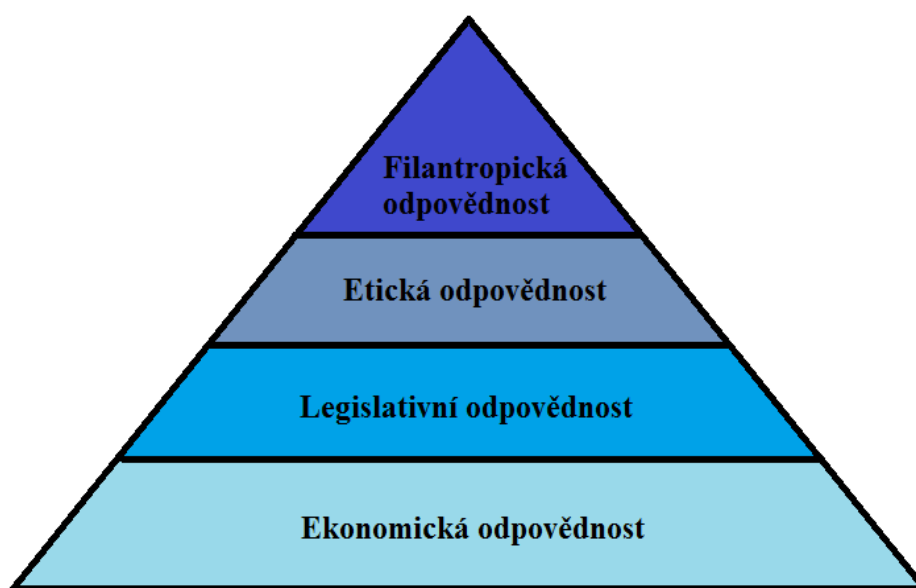 Filantropická
odpovědnost
Etická odpovědnost
Legislativní odpovědnost
Ekonomická odpovědnost